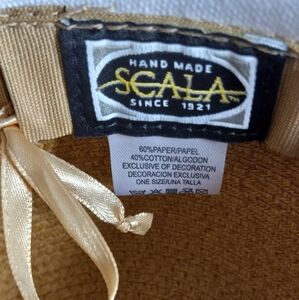 HAND MADE
SCALA™
SINCE 1921
60%PAPER/PAPEL
40%COTTON/ALGODON
EXCLUSIVE OF DECORATION
DECORACION EXCLUSIVA
ONE SIZE/UNA TALLA